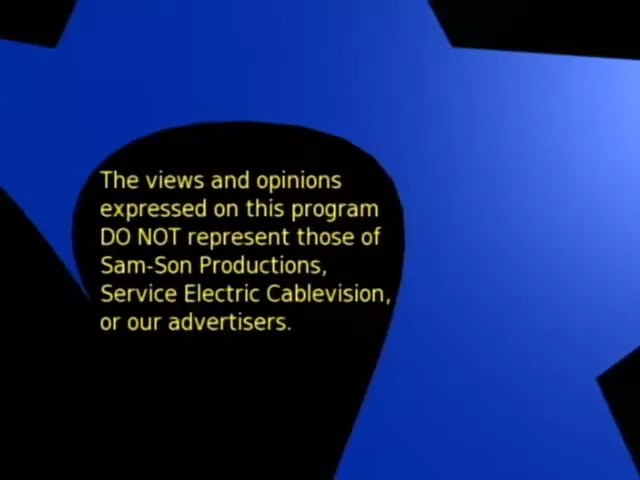 The views and opinions
expressed on this program
DO NOT represent those of
Sam-Son Productions,
Service Electric Cablevision,
or our advertisers.